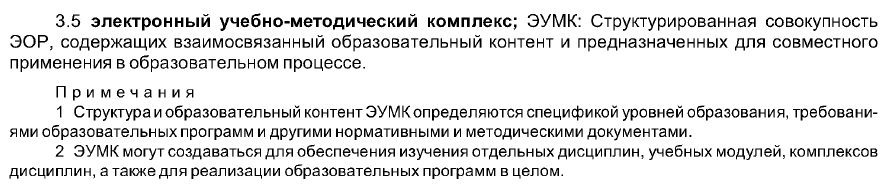 3.5 электронный учебно-методический комплекс; ЭУМК: Структурированная совокупность
ЭОР, содержащих взаимосвязанный образовательный контент и предназначенных для совместного
применения в образовательном процессе.
Примечания
1 Структура и образовательный контент ЭУМК определяются спецификой уровней образования, требовани-
ями образовательных программ и другими нормативными и методическими документами.
2 ЭУМК могут создаваться для обеспечения изучения отдельных дисциплин, учебных модулей, комплексов
дисциплин, а также для реализации образовательных программ в целом.